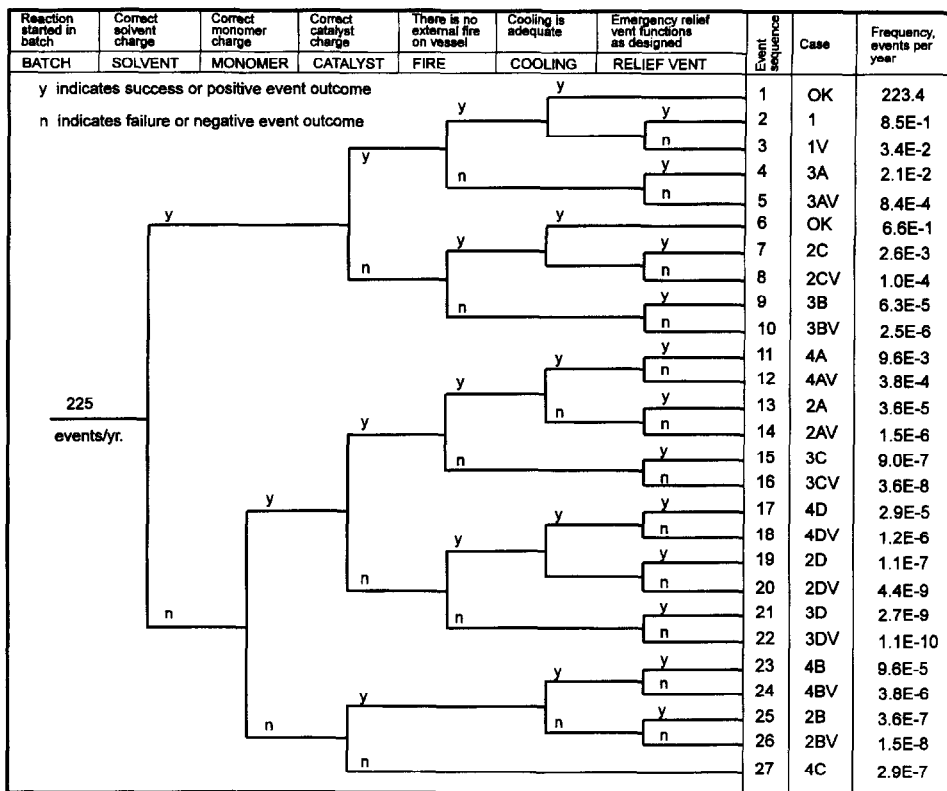 Reaction started in batch
Correct solvent charge
Correct monomer charge
Correct catalyst charge
There is no external fire on vessel
Cooling is adequate
Emergency relief vent functions as designed
Event sequence
Case
Frequency, events per year
BATCH SOLVENT MONOMER CATALYST FIRE COOLING RELIEF VENT
y indicates success or positive event outcome
n indicates failure or negative event outcome
225
events/yr.
y
n
y
n
y
n
y
n
y
n
y
n
y
n
y
n
y
n
y
n
y
n
y
n
y
n
y
n
y
n
y
n
y
n
y
n
y
n
y
n
y
n
y
n
y
n
y
n
y
n
y
n
1 OK 223.4
2 1 8.5E-1
3 1V 3.4E-2
4 3A 2.1E-2
5 3AV 8.4E-4
6 OK 6.6E-1
7 2C 2.6E-3
8 2CV 1.0E-4
9 3B 6.3E-5
10 3BV 2.5E-6
11 4A 9.6E-3
12 4AV 3.8E-4
13 2A 3.6E-5
14 2AV 1.5E-6
15 3C 9.0E-7
16 3CV 3.6E-8
17 4D 2.9E-5
18 4DV 1.2E-6
19 2D 1.1E-7
20 2DV 4.4E-9
21 3D 2.7E-9
22 3DV 1.1E-10
23 4B 9.6E-5
24 4BV 3.8E-6
25 2B 3.6E-7
26 2BV 1.5E-8
27 4C 2.9E-7